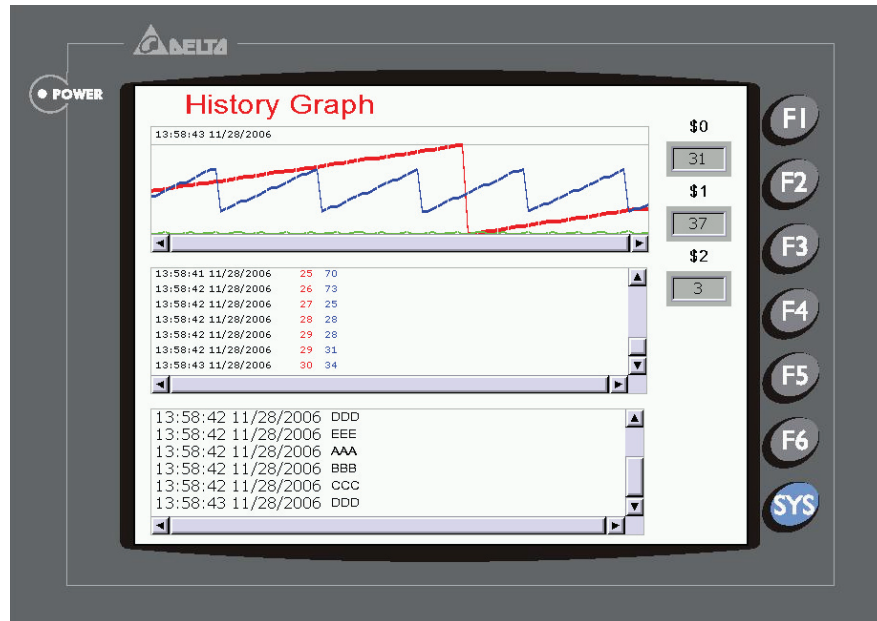 DELTA
POWER
History Graph
13:58:43 11/28/2006
$0
31
$1
37
$2
3
13:58:41 11/28/2006 25 70
13:58:42 11/28/2006 26 73
13:58:42 11/28/2006 27 25
13:58:42 11/28/2006 28 28
13:58:42 11/28/2006 29 28
13:58:42 11/28/2006 29 31
13:58:43 11/28/2006 30 34
13:58:42 11/28/2006 DDD
13:58:42 11/28/2006 EEE
13:58:42 11/28/2006 AAA
13:58:42 11/28/2006 BBB
13:58:42 11/28/2006 CCC
13:58:43 11/28/2006 DDD
F1
F2
F3
F4
F5
F6
SYS